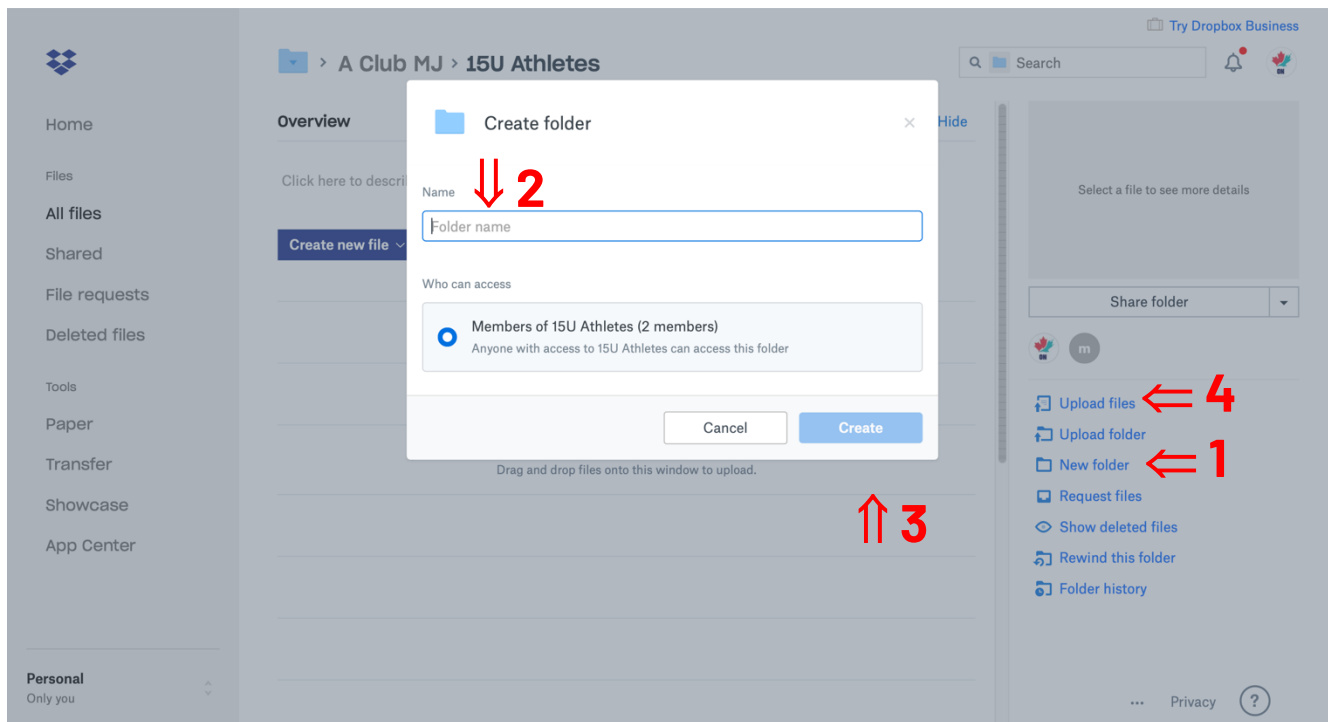 Try Dropbox Business
› A Club MJ › 15U Athletes
Search
Home
Files
All files
Shared
File requests
Deleted files
Tools
Paper
Transfer
Showcase
App Center
Personal
Only you
Overview
Hide
Click here to descri
Create new file
Create folder
×
2
Name
Folder name
Who can access
Members of 15U Athletes (2 members)
Anyone with access to 15U Athletes can access this folder
Cancel
Create
Drag and drop files onto this window to upload.
3
Select a file to see more details
Share folder
ON
m
Upload files
4
Upload folder
New folder
1
Request files
Show deleted files
Rewind this folder
Folder history
... Privacy ?